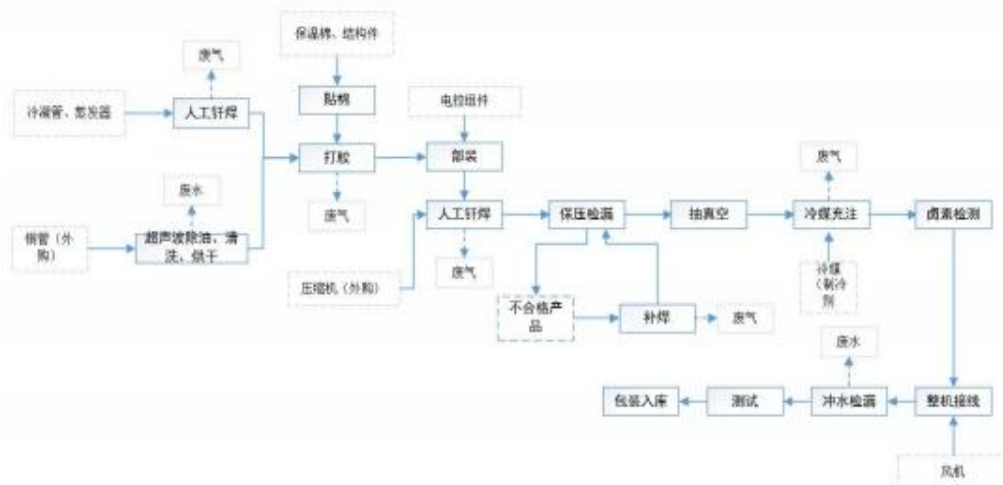 保温棉、结构件
废气
冷凝管、蒸发器
人工钎焊
贴棉
电控组件
打胶
部装
废气
废水
废气
人工钎焊
保压检漏
抽真空
冷媒充注
卤素检测
铜管（外
购）
超声波除油、清
洗、烘干
废气
压缩机（外购）
冷媒
（制冷
剂
不合格产
品
补焊
废气
废水
包装入库
测试
冲水检漏
整机接线
风机